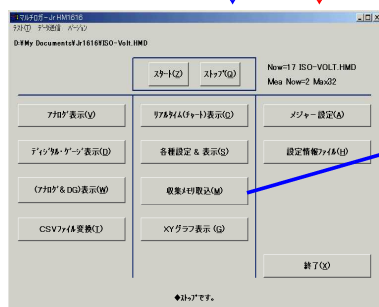 マルチロガーJr HM1616
ﾃｽﾄ(T) ﾃﾞｰﾀ送信 ﾊﾞｰｼﾞｮﾝ
D:¥My Documents¥Jr1616¥ISO-Volt.HMD
ｽﾀｰﾄ(Z) ｽﾄｯﾌﾟ(Q)
Now=17 ISO-VOLT.HMD
Mea Now=2 Max32
ｱﾅﾛｸﾞ表示(V) ﾘｱﾙﾀｲﾑ(ﾁｬｰﾄ)表示(C) メジャー設定(A)
ﾃﾞｨｼﾞﾀﾙ・ｹﾞｰｼﾞ表示(D) 各種設定 & 表示(S) 設定情報ﾌｧｲﾙ(H)
(ｱﾅﾛｸﾞ& DG)表示(W) 収集ﾒﾓﾘ取込(M)
CSVﾌｧｲﾙ変換(T) XYグラフ表示 (G)
終了(X)
◆ｽﾄｯﾌﾟです。